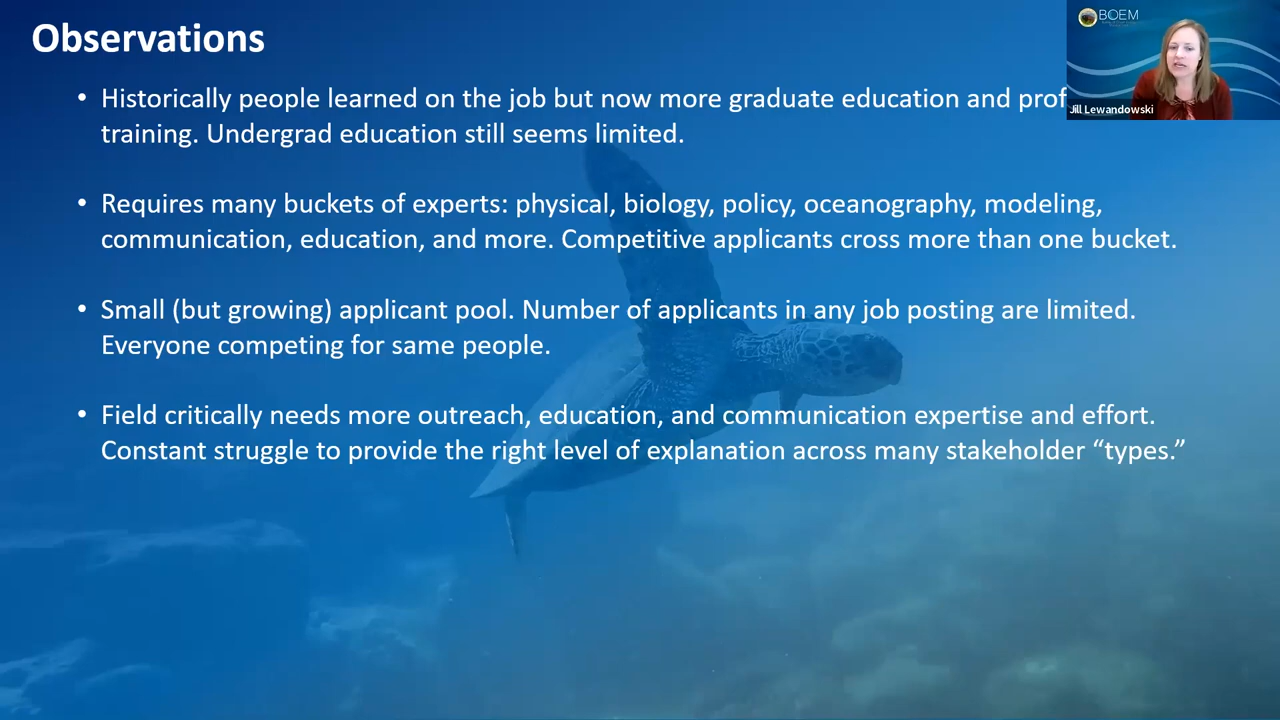 Observations
BOEM
• Historically people learned on the job but now more graduate education and prof
Jill Lewandowski
training. Undergrad education still seems limited.
• Requires many buckets of experts: physical, biology, policy, oceanography, modeling,
communication, education, and more. Competitive applicants cross more than one bucket.
• Small (but growing) applicant pool. Number of applicants in any job posting are limited.
Everyone competing for same people.
• Field critically needs more outreach, education, and communication expertise and effort.
Constant struggle to provide the right level of explanation across many stakeholder “types.”